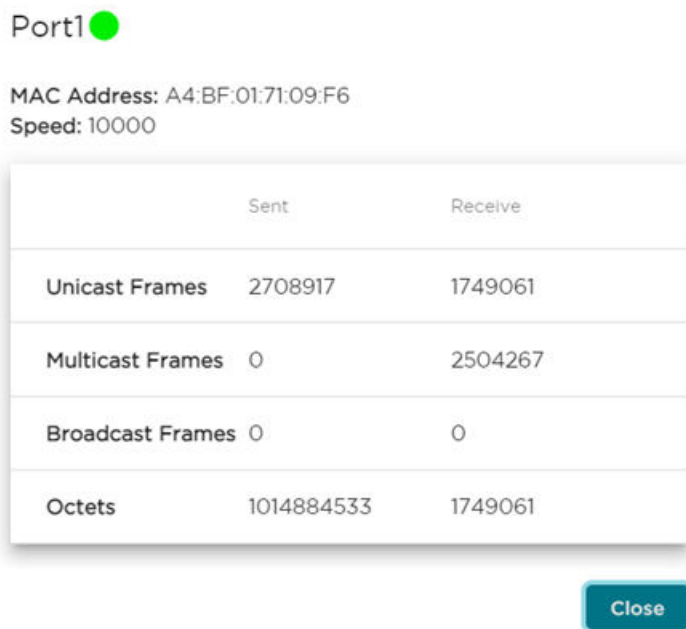 Port1
MAC Address: A4:BF:01:71:09:F6
Speed: 10000
Sent Receive
Unicast Frames 2708917 1749061
Multicast Frames 0 2504267
Broadcast Frames 0 0
Octets 1014884533 1749061
Close